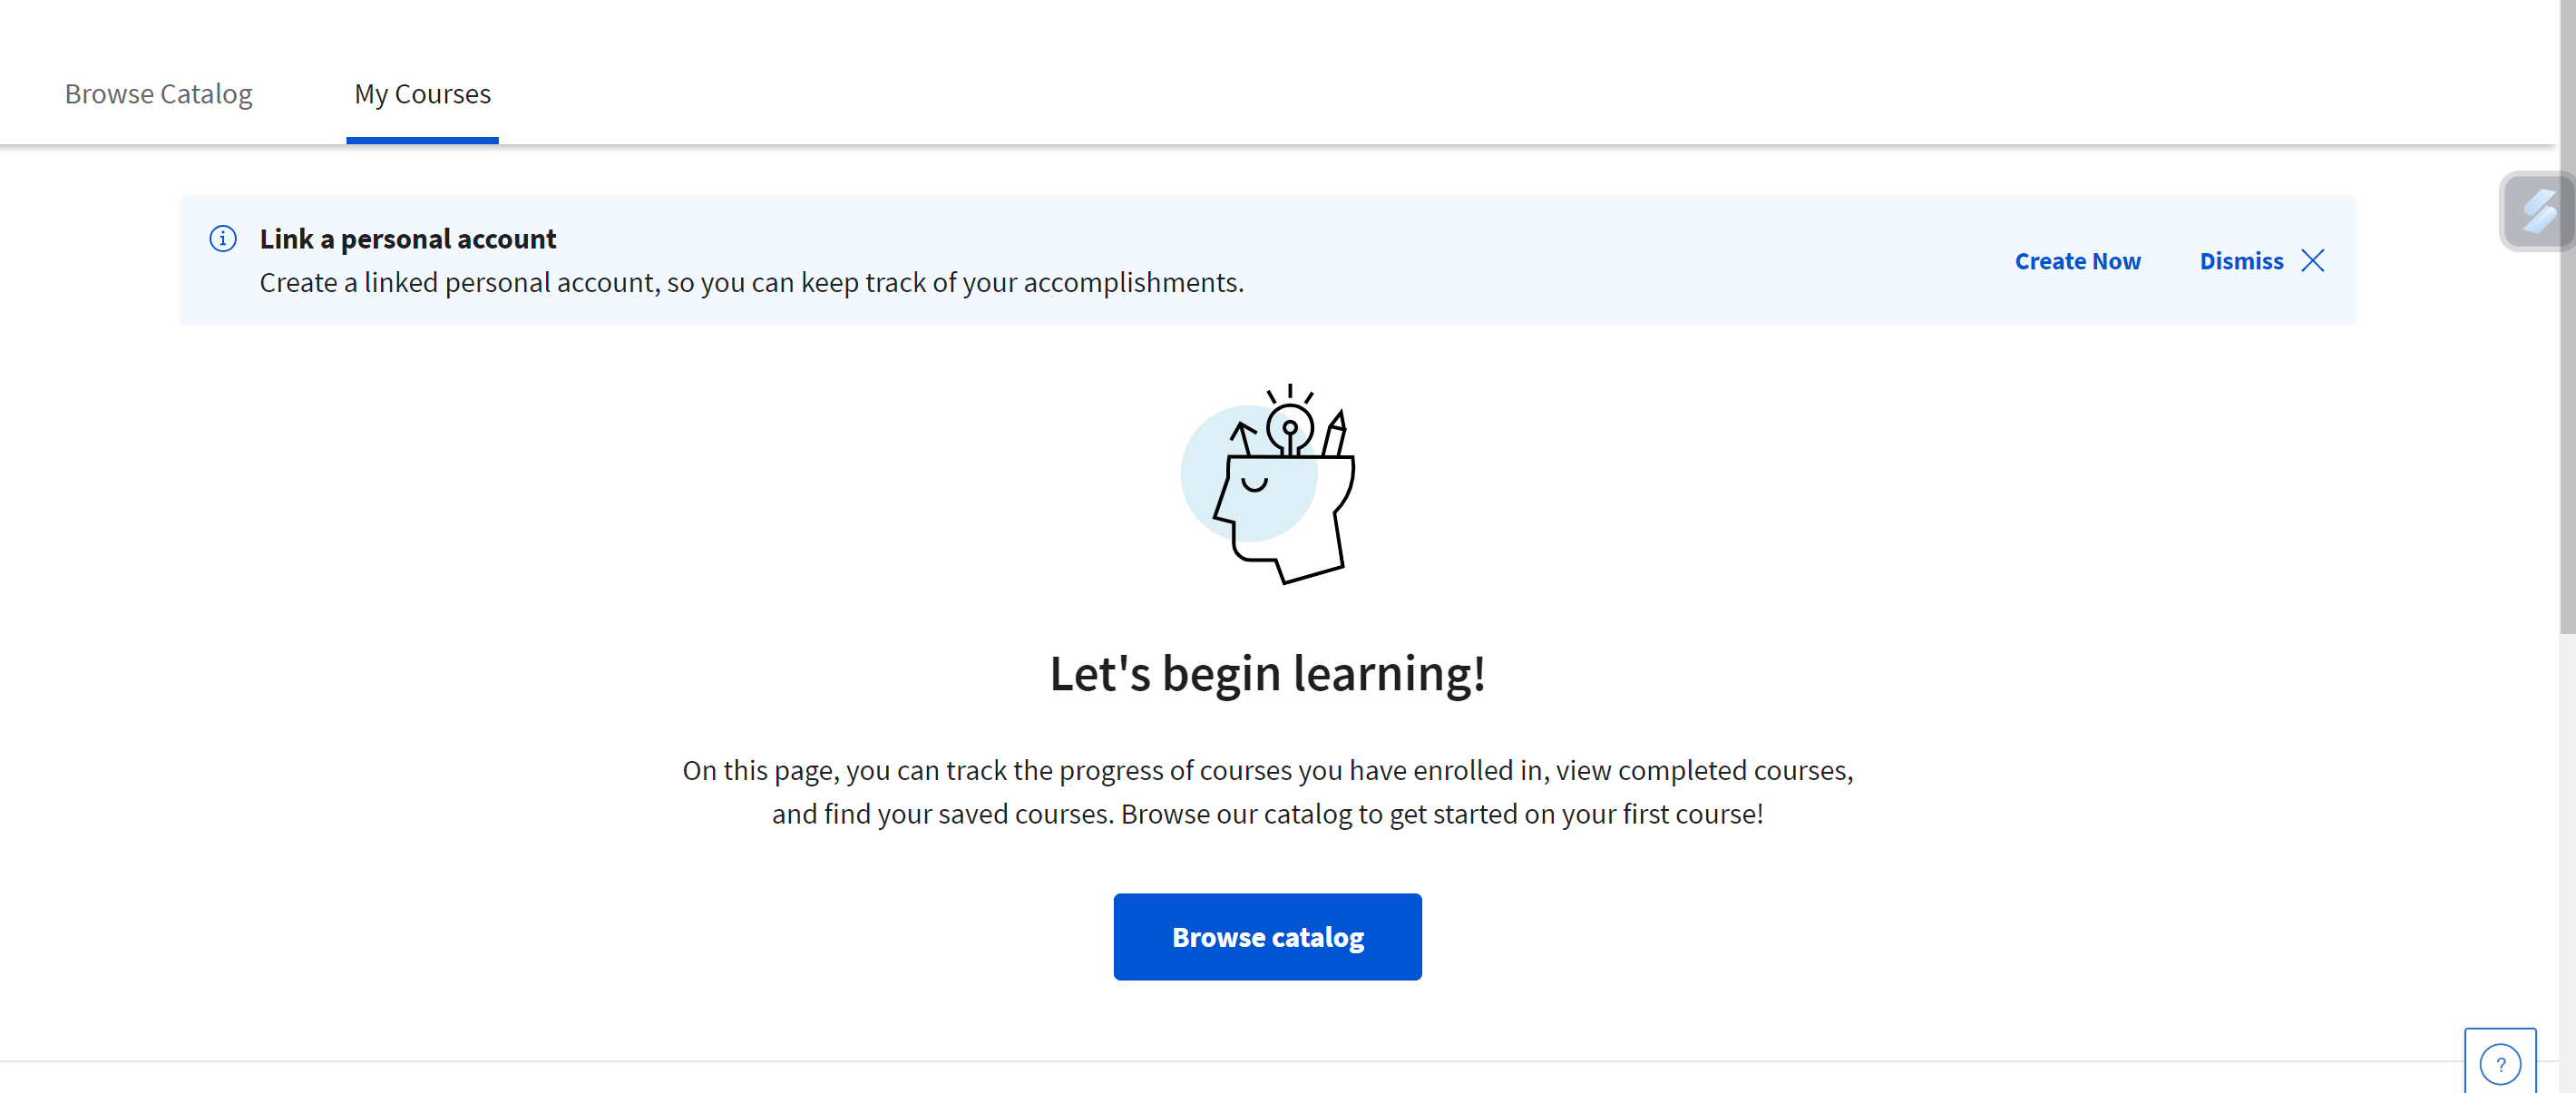 Browse Catalog
My Courses
Link a personal account
Create a linked personal account, so you can keep track of your accomplishments.
Create Now
Dismiss
Let's begin learning!
On this page, you can track the progress of courses you have enrolled in, view completed courses,
and find your saved courses. Browse our catalog to get started on your first course!
Browse catalog
?